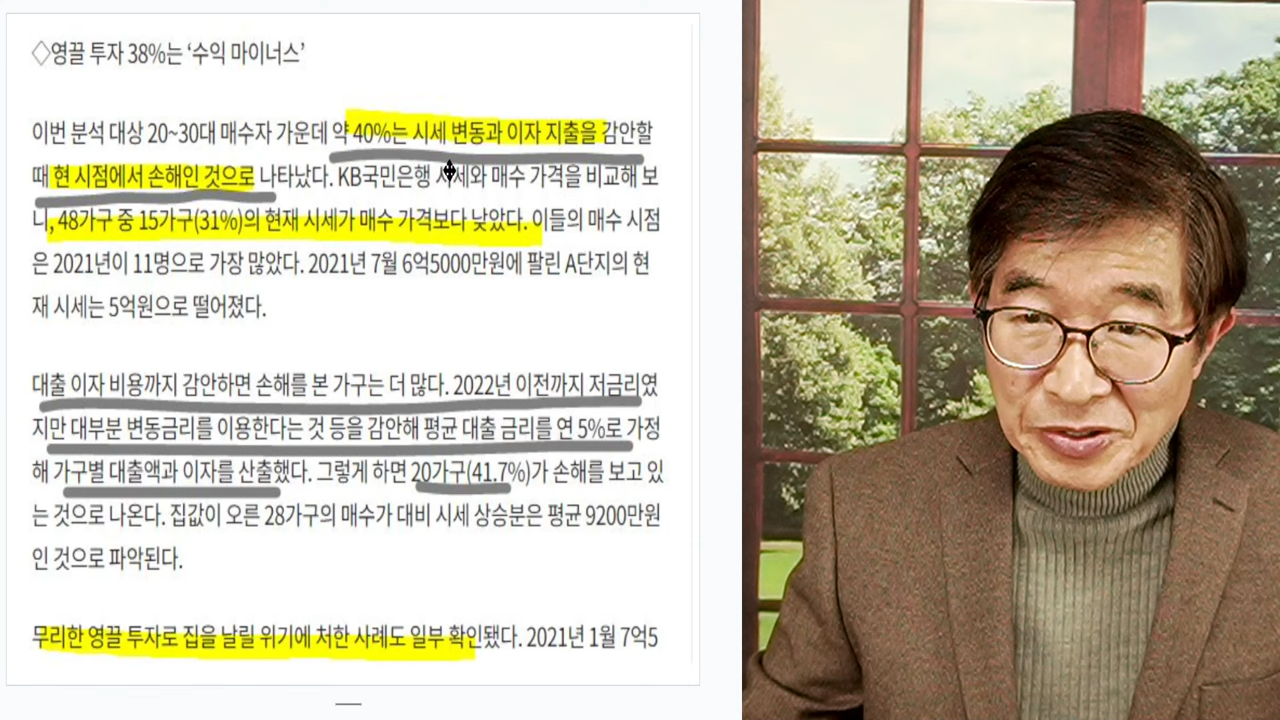 ◇영끌 투자 38%는 ‘수익 마이너스’
이번 분석 대상 20~30대 매수자 가운데 약 40%는 시세 변동과 이자 지출을 감안할
때 현 시점에서 손해인 것으로 나타났다. KB국민은행 시세와 매수 가격을 비교해 보
니, 48가구 중 15가구(31%)의 현재 시세가 매수 가격보다 낮았다. 이들의 매수 시점
은 2021년이 11명으로 가장 많았다. 2021년 7월 6억5000만원에 팔린 A단지의 현
재 시세는 5억원으로 떨어졌다.
대출 이자 비용까지 감안하면 손해를 본 가구는 더 많다. 2022년 이전까지 저금리였
지만 대부분 변동금리를 이용한다는 것 등을 감안해 평균 대출 금리를 연 5%로 가정
해 가구별 대출액과 이자를 산출했다. 그렇게 하면 20가구(41.7%)가 손해를 보고 있
는 것으로 나온다. 집값이 오른 28가구의 매수가 대비 시세 상승분은 평균 9200만원
인 것으로 파악된다.
무리한 영끌 투자로 집을 날릴 위기에 처한 사례도 일부 확인됐다. 2021년 1월 7억5